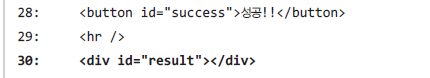 28: <button id="success">성공!!</button>
29: <hr />
30: <div id="result"></div>